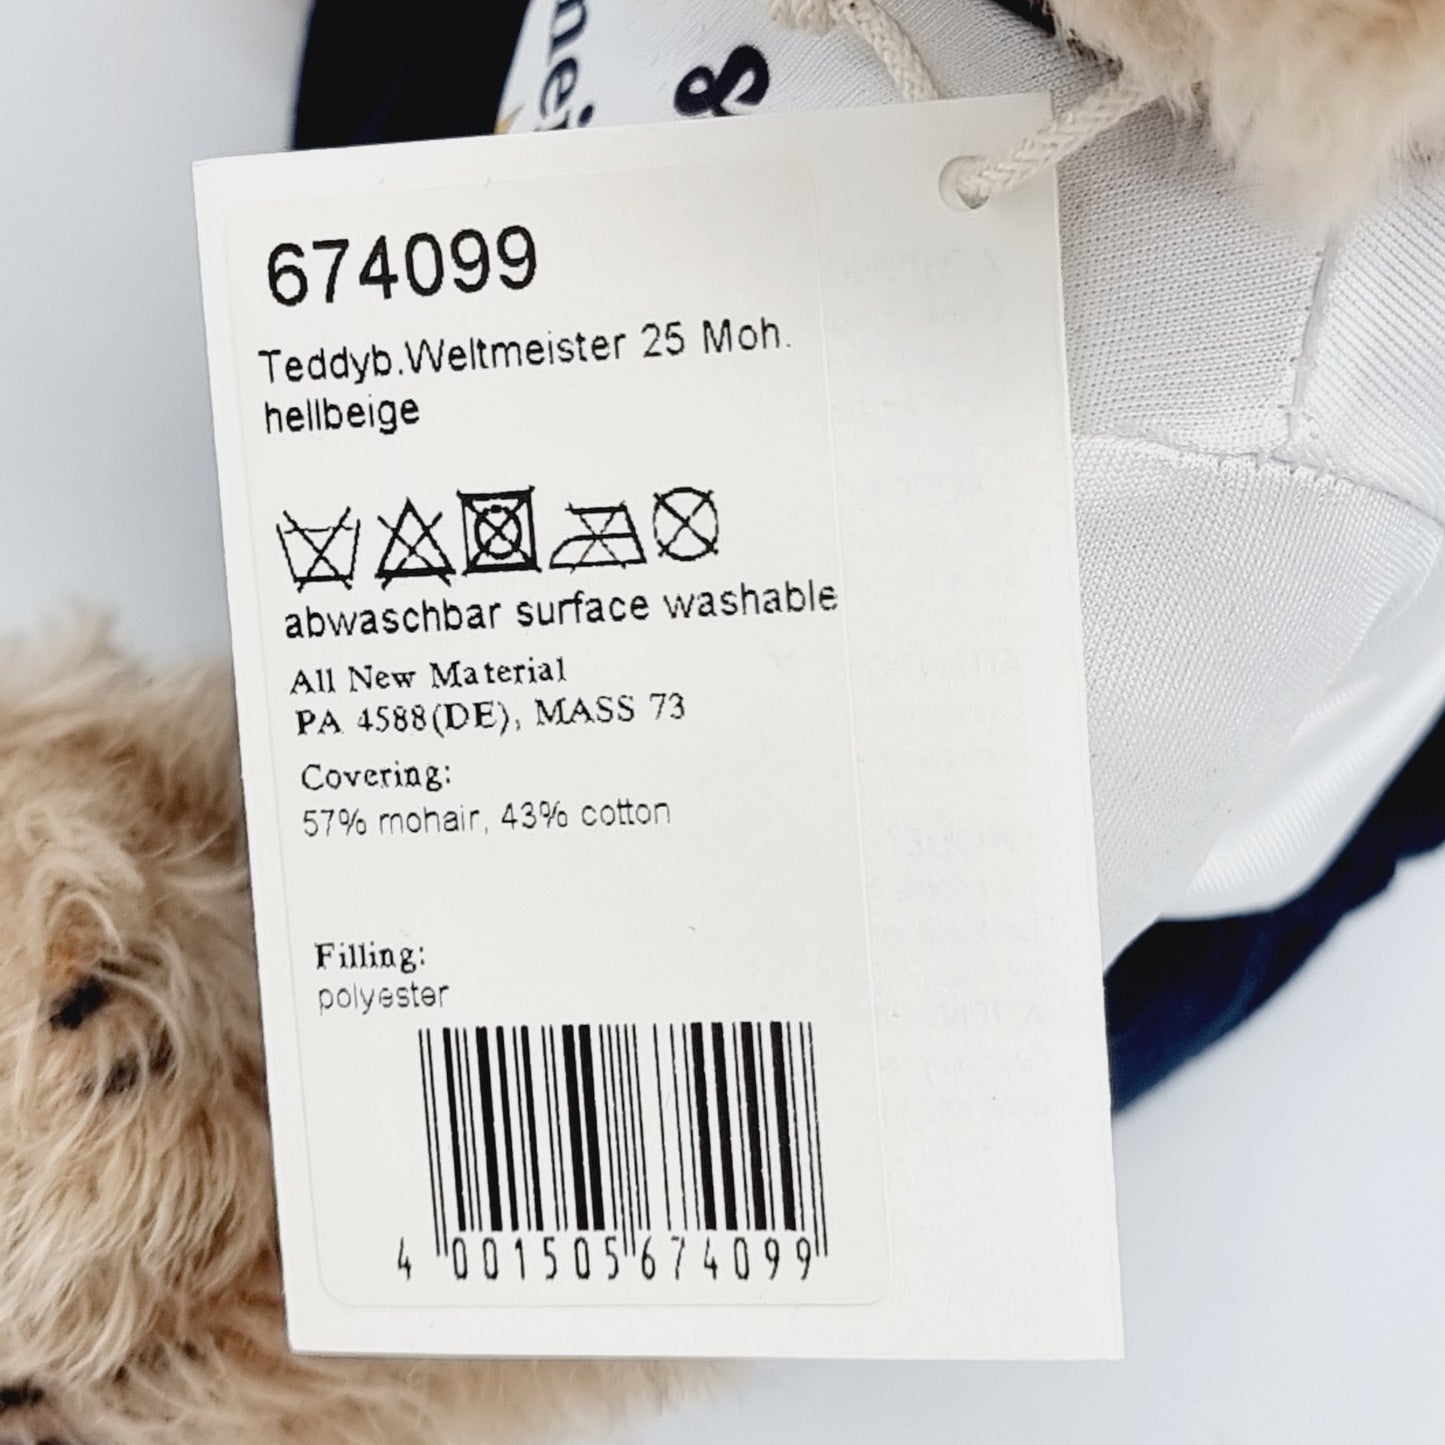 674099
Teddyb.Weltmeister 25 Moh.
hellbeige
abwaschbar surface washable
All New Material
PA 4588(DE), MASS 73
Covering:
57% mohair, 43% cotton
Filling:
polyester
4 001505 674099